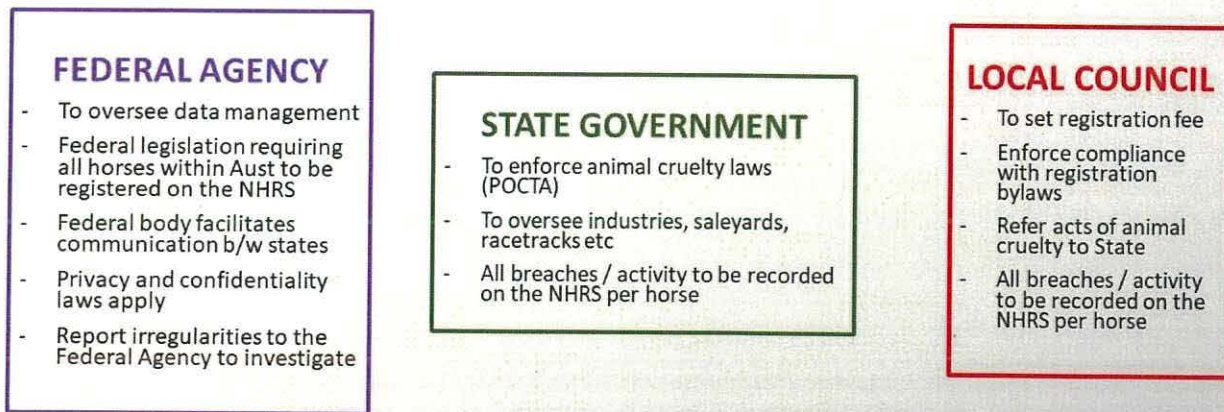 FEDERAL AGENCY
- To oversee data management
- Federal legislation requiring
all horses within Aust to be
registered on the NHRS
- Federal body facilitates
communication b/w states
- Privacy and confidentiality
laws apply
- Report irregularities to the
Federal Agency to investigate
STATE GOVERNMENT
- To enforce animal cruelty laws
(POCTA)
- To oversee industries, saleyards,
racetracks etc
- All breaches / activity to be recorded
on the NHRS per horse
LOCAL COUNCIL
- To set registration fee
- Enforce compliance
with registration
bylaws
- Refer acts of animal
cruelty to State
- All breaches / activity
to be recorded on the
NHRS per horse